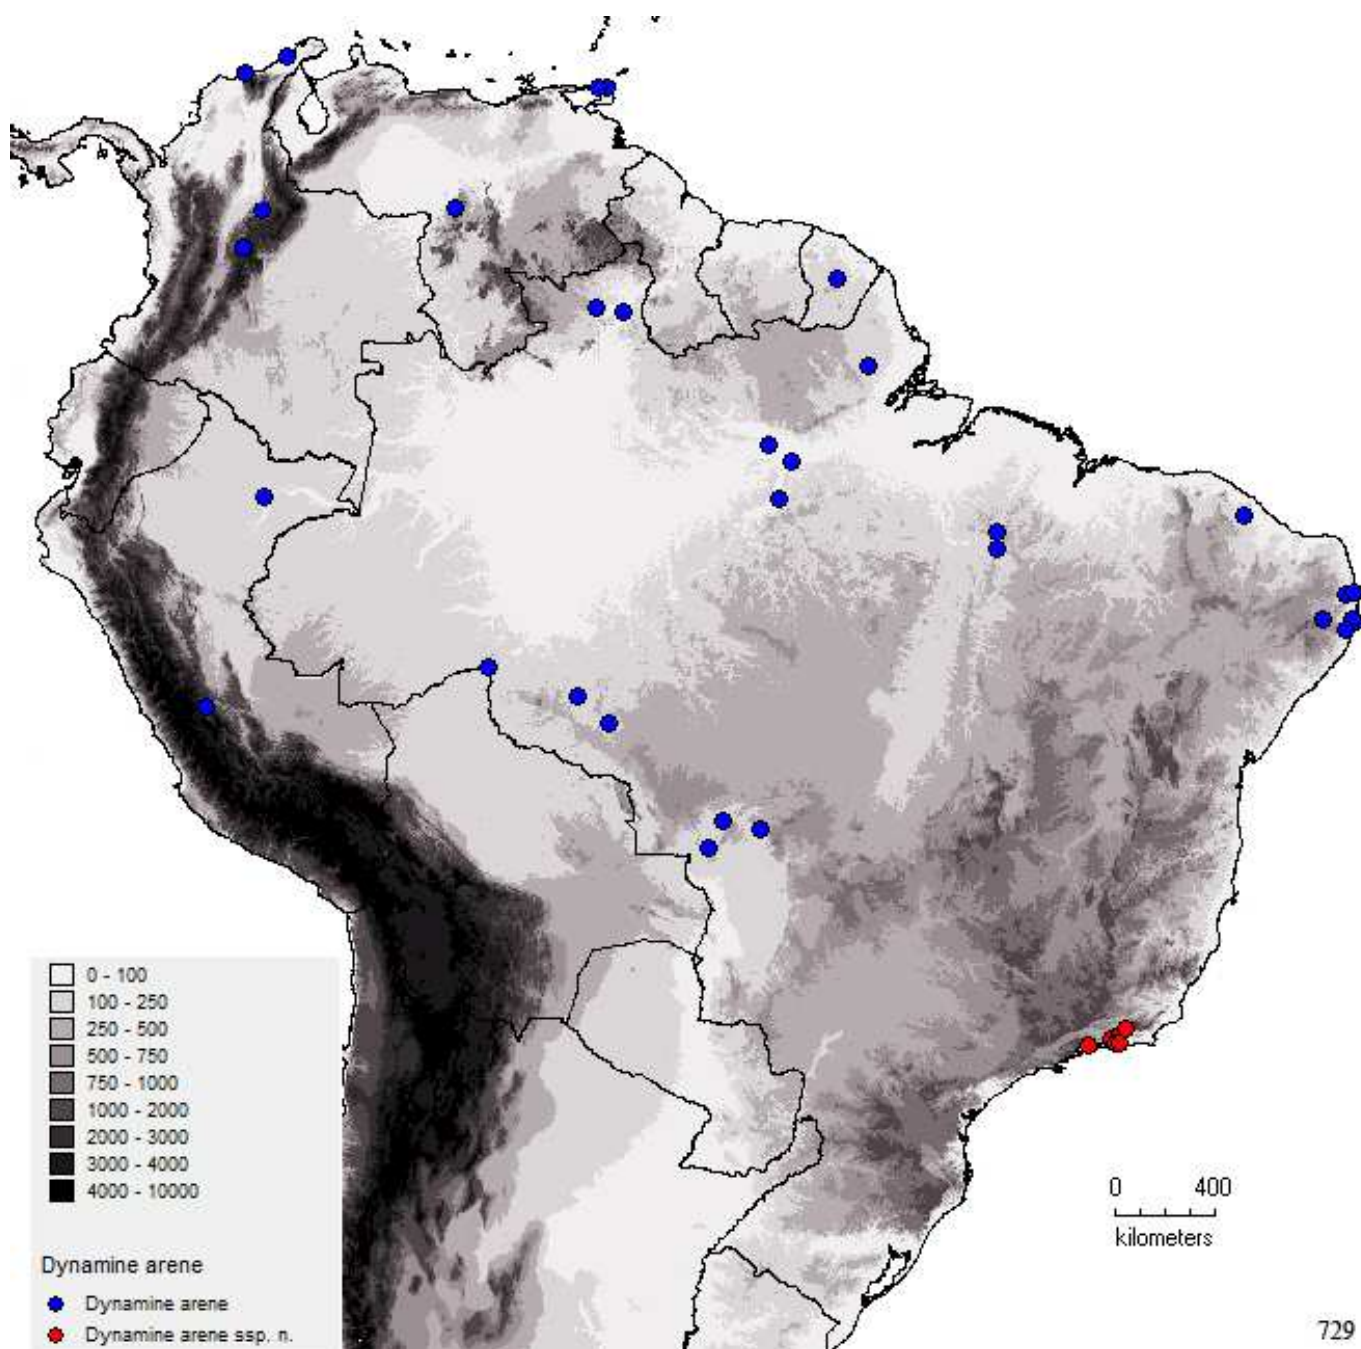 0 - 100
100 - 250
250 - 500
500 - 750
750 - 1000
1000 - 2000
2000 - 3000
3000 - 4000
4000 - 10000
Dynamine arene
Dynamine arene
Dynamine arene ssp. n.
0 400
kilometers
729